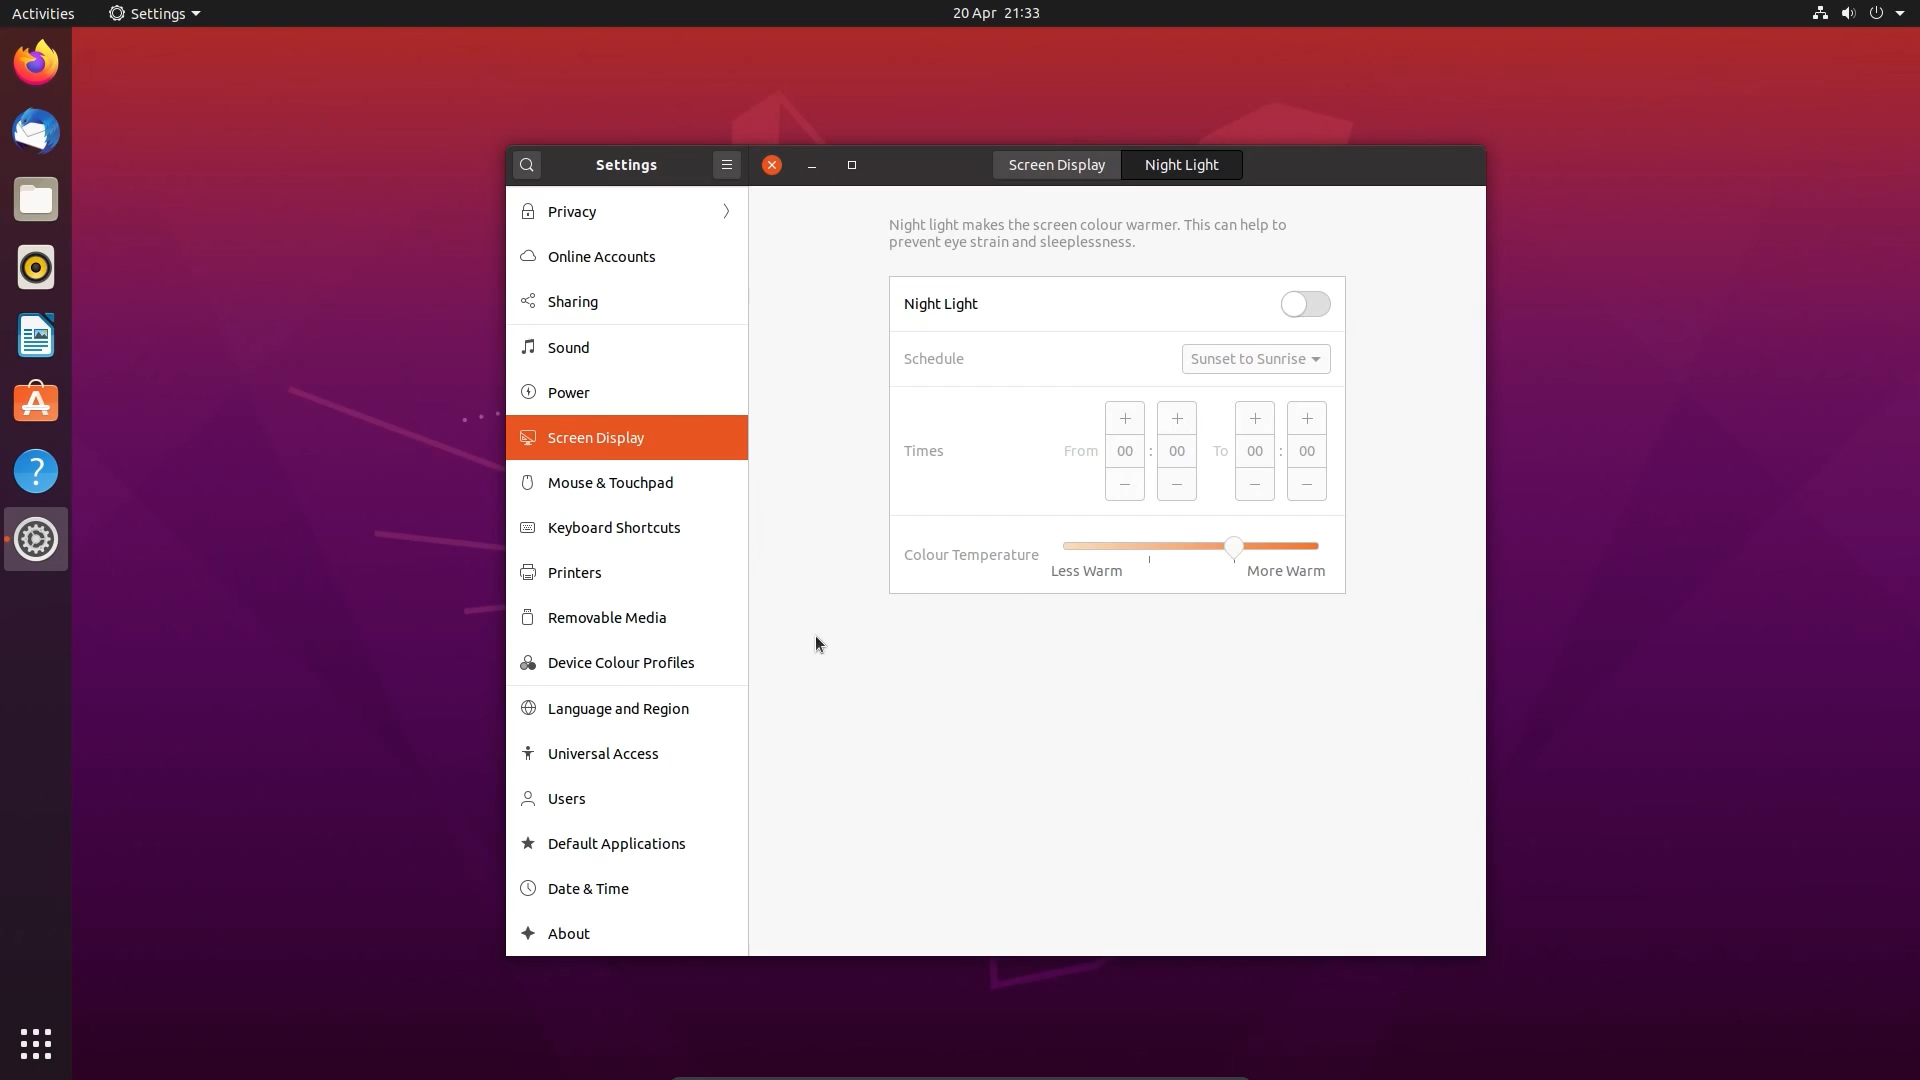 Activities
Settings
20 Apr 21:33
Settings
Screen Display
Night Light
Privacy
Online Accounts
Sharing
Sound
Power
Screen Display
Mouse & Touchpad
Keyboard Shortcuts
Printers
Removable Media
Device Colour Profiles
Language and Region
Universal Access
Users
Default Applications
Date & Time
About
Night light makes the screen colour warmer. This can help to
prevent eye strain and sleeplessness.
Night Light
Schedule
Sunset to Sunrise
Times
From 00 : 00 To 00 : 00
Colour Temperature
Less Warm
More Warm